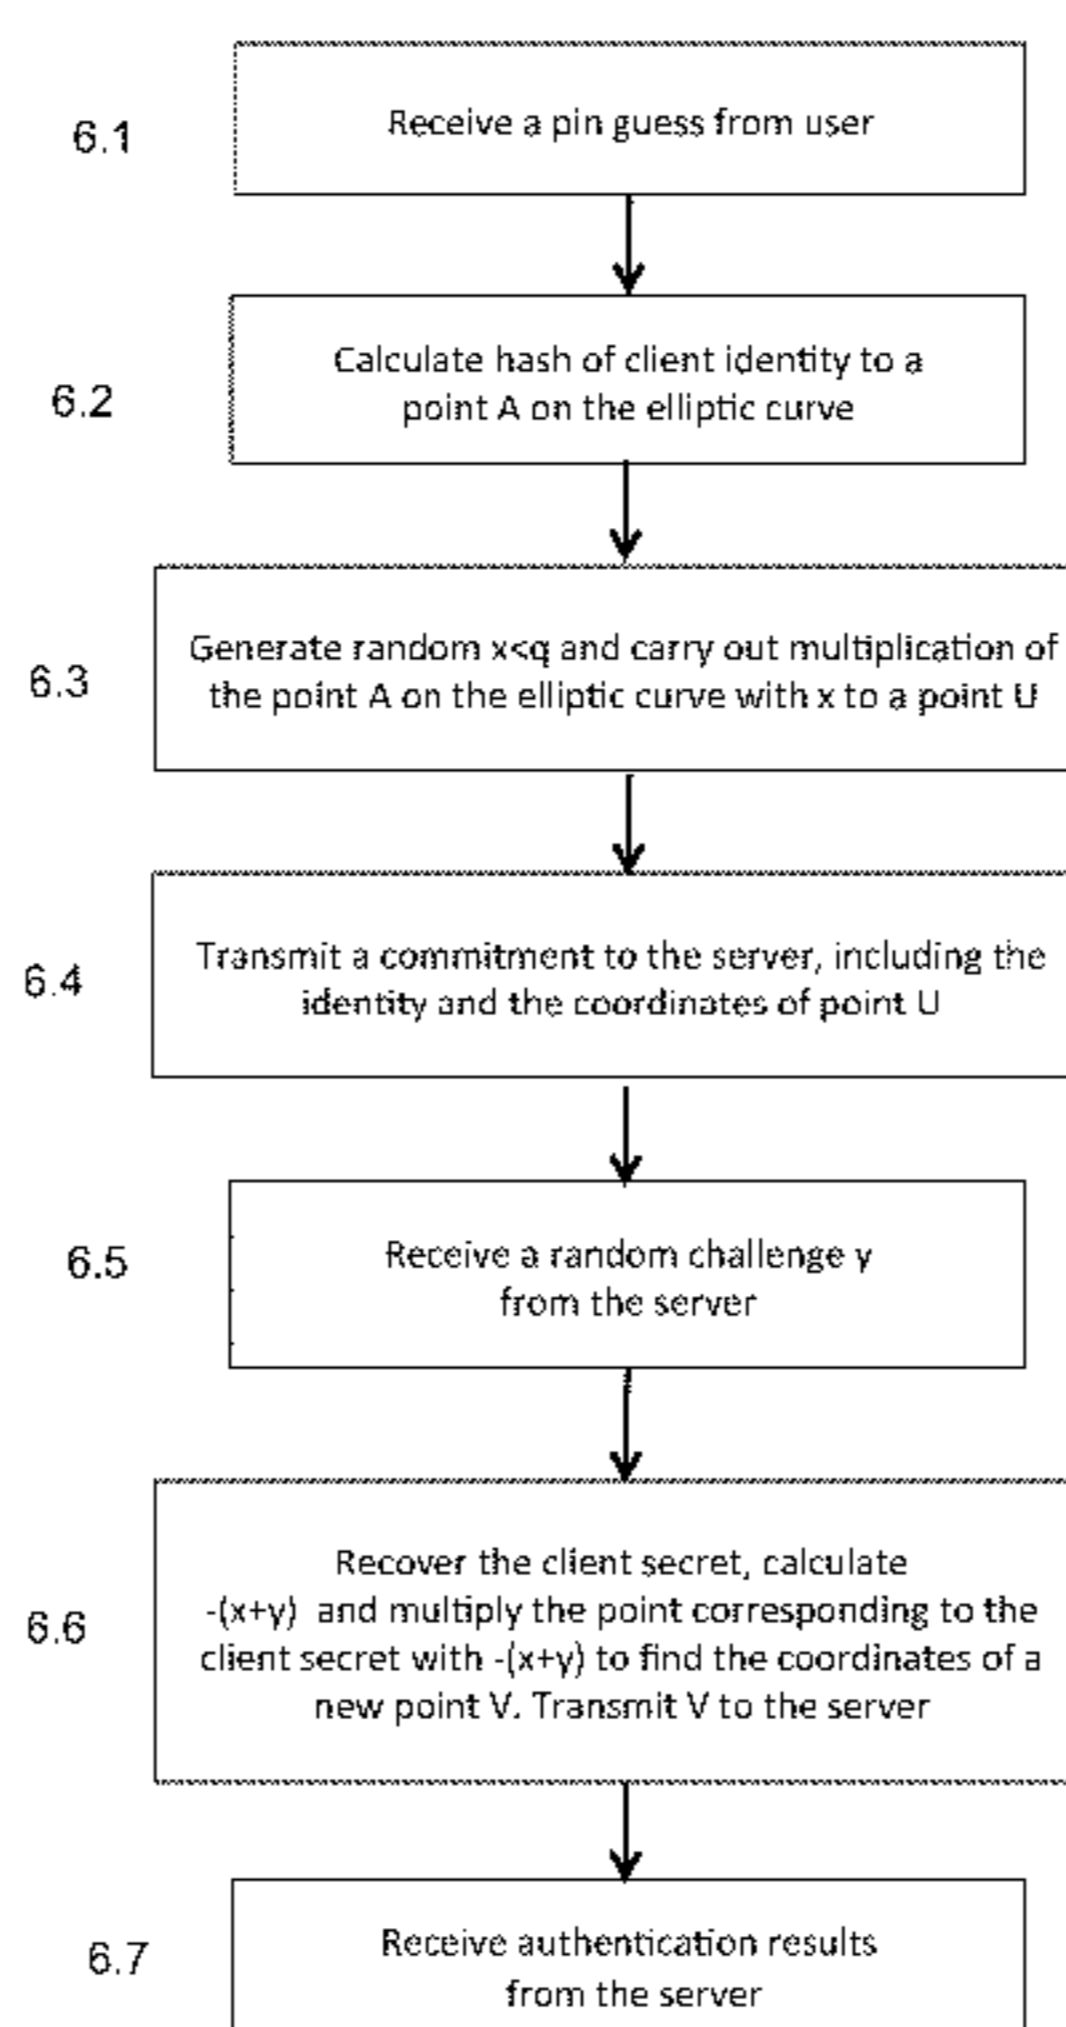 6.1
Receive a pin guess from user
6.2
Calculate hash of client identity to a
point A on the elliptic curve
6.3
Generate random x<q and carry out multiplication of
the point A on the elliptic curve with x to a point U
6.4
Transmit a commitment to the server, including the
identity and the coordinates of point U
6.5
Receive a random challenge y
from the server
6.6
Recover the client secret, calculate
-(x+y) and multiply the point corresponding to the
client secret with -(x+y) to find the coordinates of a
new point V. Transmit V to the server
6.7
Receive authentication results
from the server